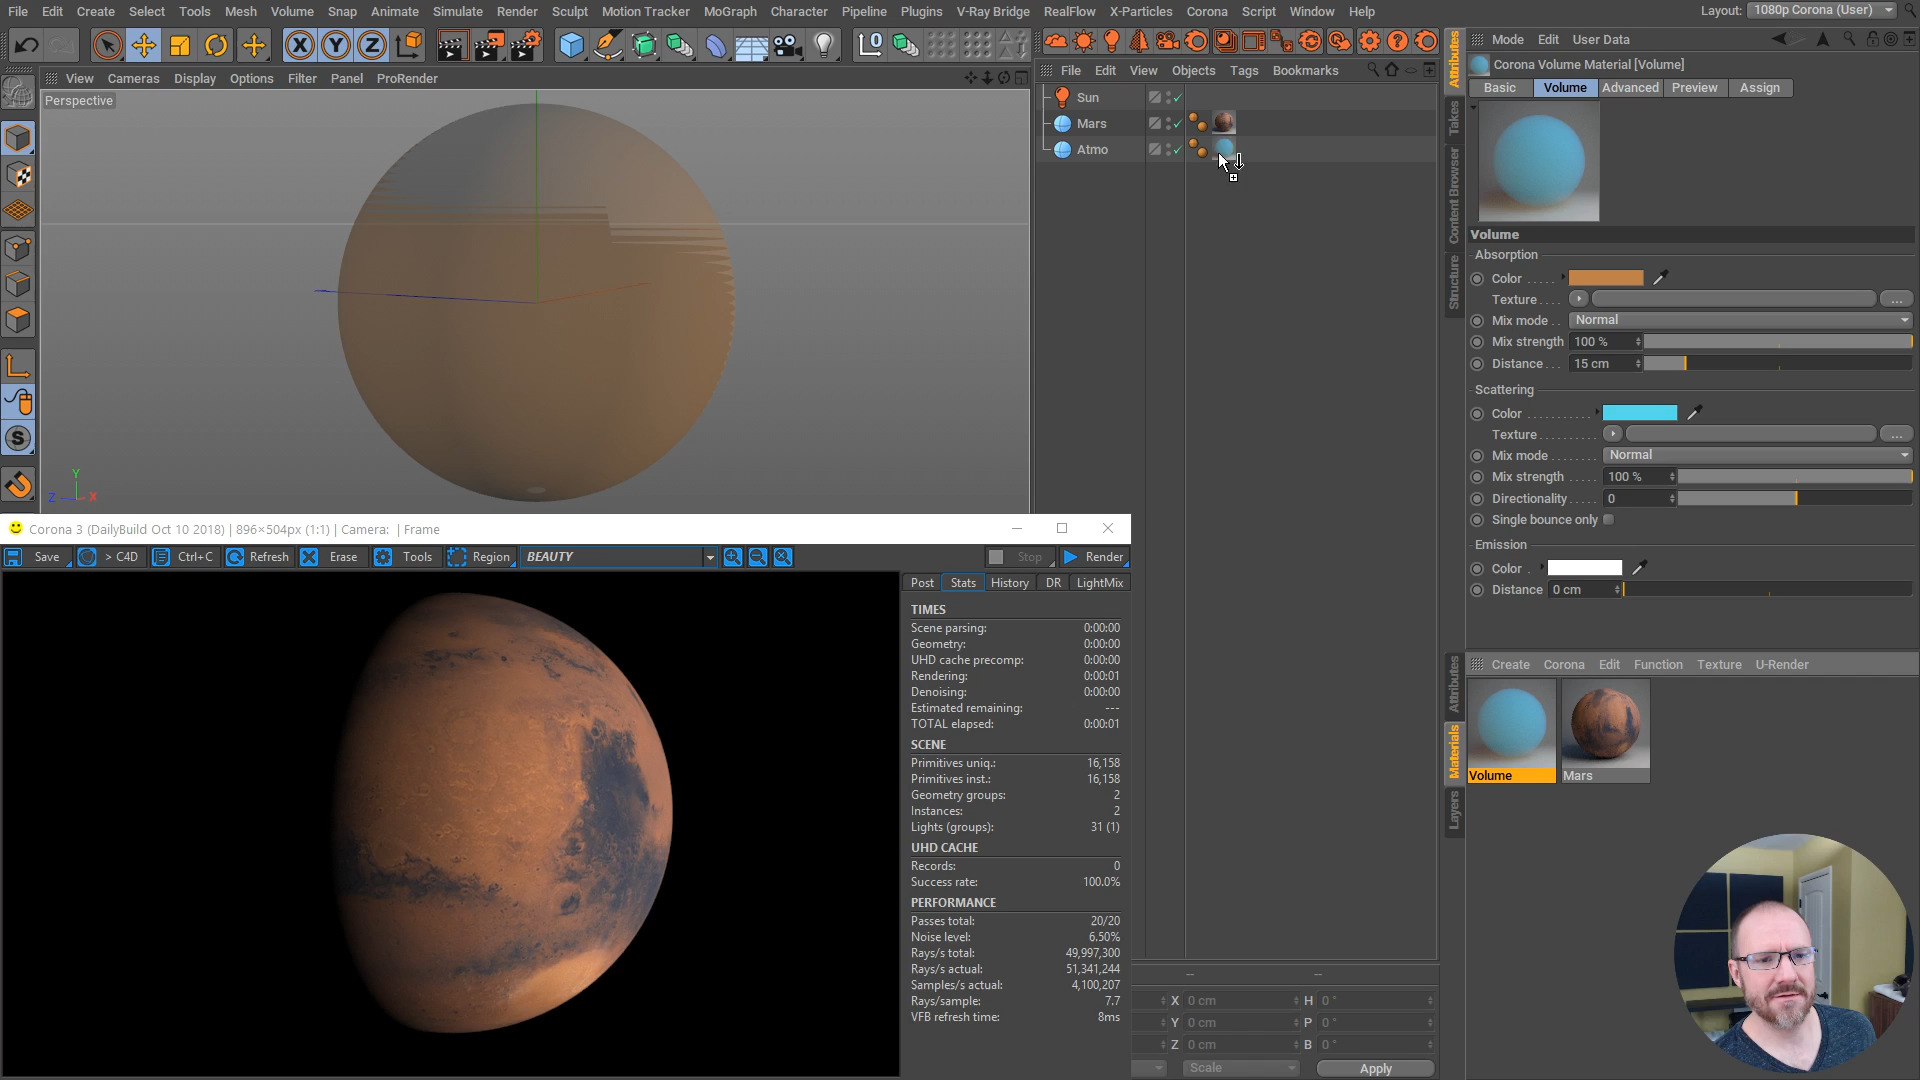 File Edit Create Select Tools Mesh Volume Snap Animate Simulate Render Sculpt Motion Tracker MoGraph Character Pipeline Plugins V-Ray Bridge RealFlow X-Particles Corona Script Window Help Layout: 1080p Corona (User)
X Y Z
View Cameras Display Options Filter Panel ProRender
Perspective
Y
Z X
File Edit View Objects Tags Bookmarks
Sun
Mars
Atmo
Attributes
Takes
Content Browser
Structure
Mode Edit User Data
Corona Volume Material [Volume]
Basic Volume Advanced Preview Assign
Volume
Absorption
Color . . . . .
Texture . . . .
Mix mode . . Normal
Mix strength 100 %
Distance . . . 15 cm
Scattering
Color . . . . . . . . . . .
Texture . . . . . . . . .
Mix mode . . . . . . . Normal
Mix strength . . . . . 100 %
Directionality . . . . 0
Single bounce only
Emission
Color . .
Distance 0 cm
Corona 3 (DailyBuild Oct 10 2018) | 896×504px (1:1) | Camera: | Frame
Save > C4D Ctrl+C Refresh Erase Tools Region BEAUTY Stop Render
Post Stats History DR LightMix
TIMES
Scene parsing: 0:00:00
Geometry: 0:00:00
UHD cache precomp: 0:00:00
Rendering: 0:00:01
Denoising: 0:00:00
Estimated remaining: ---
TOTAL elapsed: 0:00:01
SCENE
Primitives uniq.: 16,158
Primitives inst.: 16,158
Geometry groups: 2
Instances: 2
Lights (groups): 31 (1)
UHD CACHE
Records: 0
Success rate: 100.0%
PERFORMANCE
Passes total: 20/20
Noise level: 6.50%
Rays/s total: 49,997,300
Rays/s actual: 51,341,244
Samples/s actual: 4,100,207
Rays/sample: 7.7
VFB refresh time: 8ms
-- --
X 0 cm H 0 °
Y 0 cm P 0 °
Z 0 cm B 0 °
Scale Apply
Attributes
Materials
Layers
Create Corona Edit Function Texture U-Render
Volume Mars